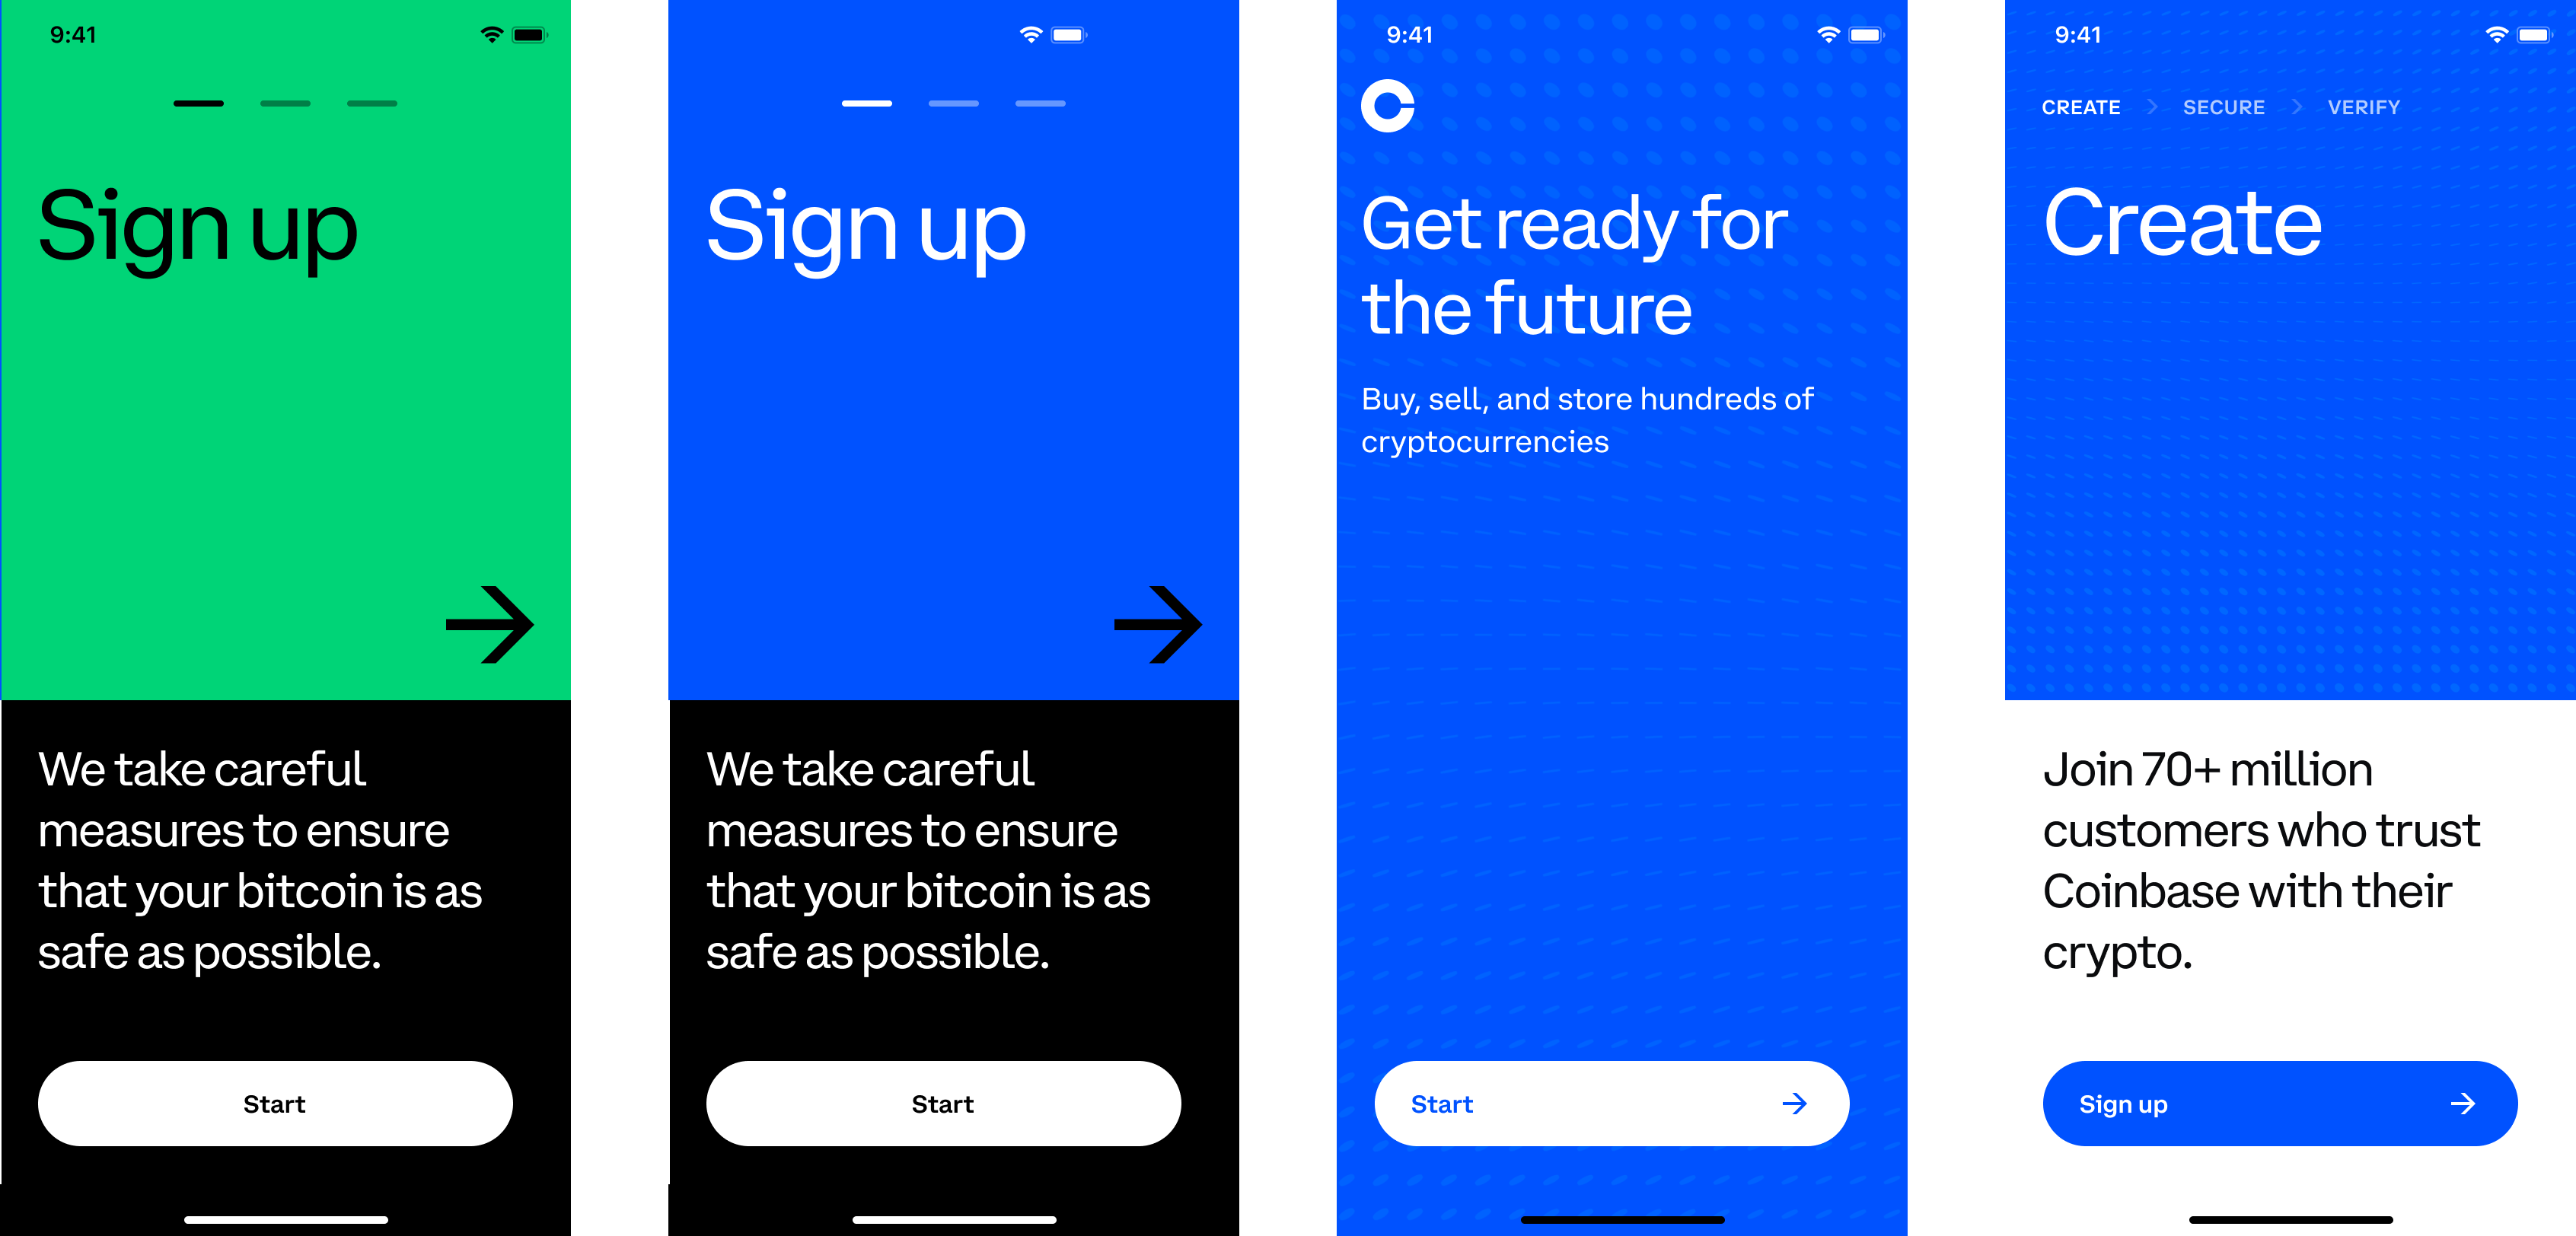 9:41
Sign up
We take careful
measures to ensure
that your bitcoin is as
safe as possible.
Start
Sign up
We take careful
measures to ensure
that your bitcoin is as
safe as possible.
Start
9:41
Get ready for
the future
Buy, sell, and store hundreds of
cryptocurrencies
Start
9:41
CREATE SECURE VERIFY
Create
Join 70+ million
customers who trust
Coinbase with their
crypto.
Sign up